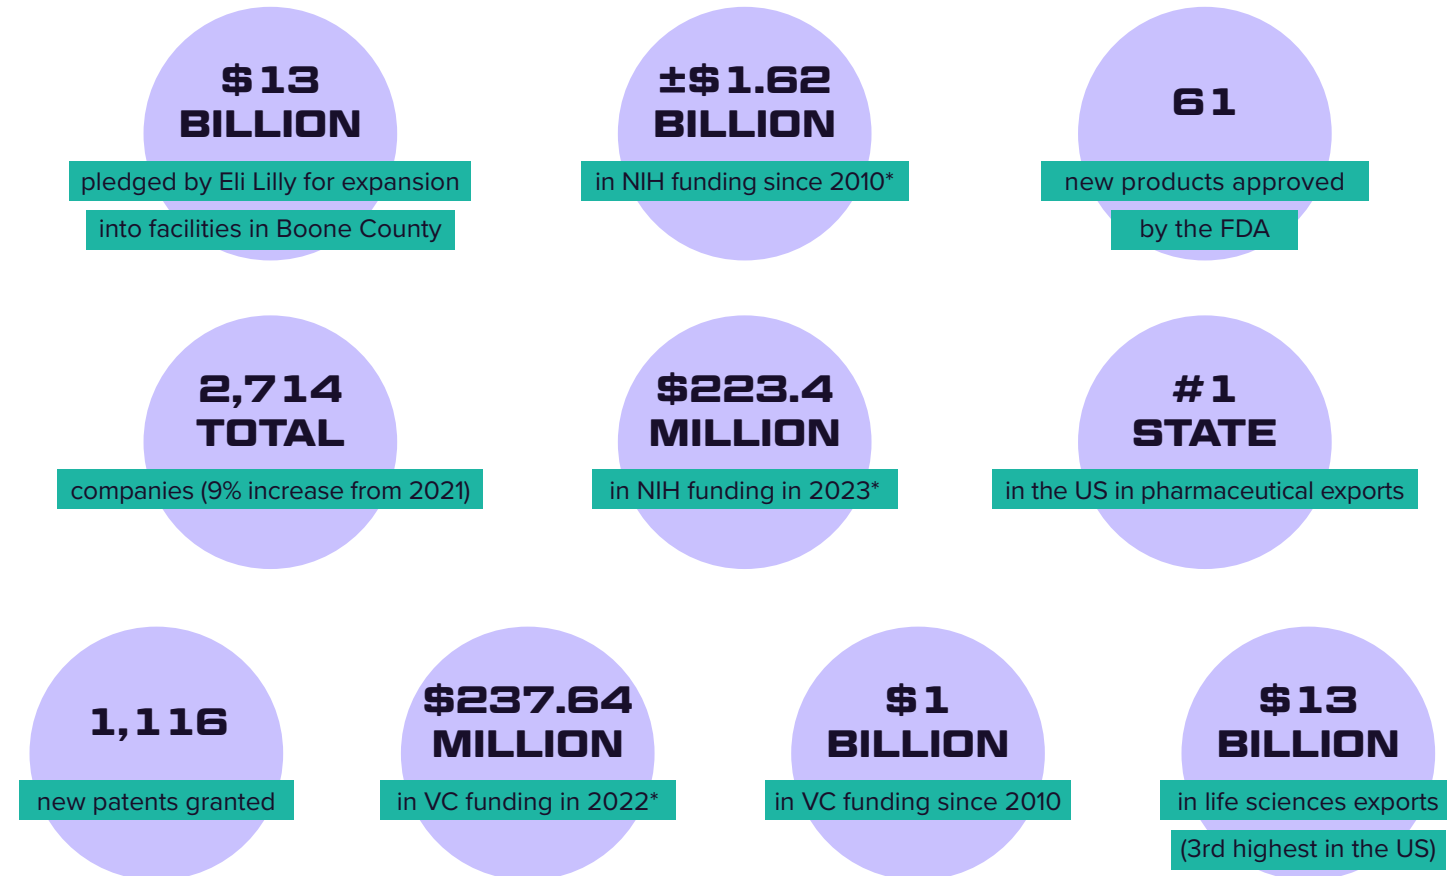 $13
BILLION
pledged by Eli Lilly for expansion
into facilities in Boone County
±$1.62
BILLION
in NIH funding since 2010*
61
new products approved
by the FDA
2,714
TOTAL
companies (9% increase from 2021)
$223.4
MILLION
in NIH funding in 2023*
#1
STATE
in the US in pharmaceutical exports
1,116
new patents granted
$237.64
MILLION
in VC funding in 2022*
$1
BILLION
in VC funding since 2010
$13
BILLION
in life sciences exports
(3rd highest in the US)